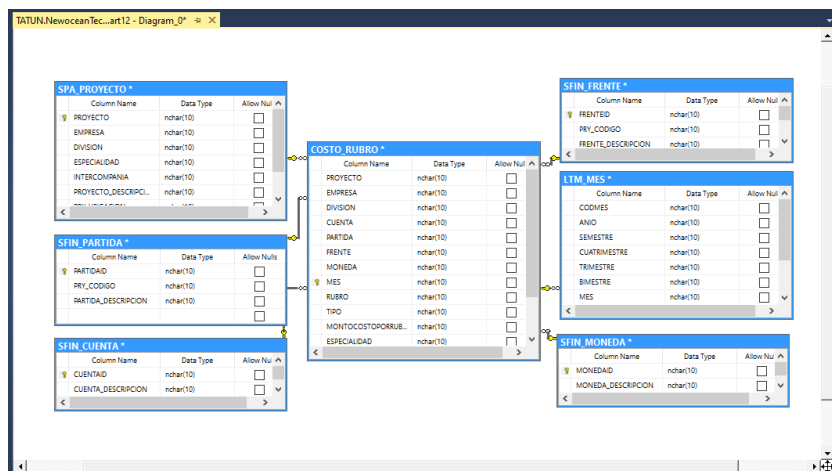 TATUN.NewoceanTec...art12 - Diagram_0*
SPA_PROYECTO *
Column Name Data Type Allow Nul
PROYECTO nchar(10)
EMPRESA nchar(10)
DIVISION nchar(10)
ESPECIALIDAD nchar(10)
INTERCOMPANIA nchar(10)
PROYECTO_DESCRIPCI... nchar(10)
SFIN_PARTIDA *
Column Name Data Type Allow Nulls
PARTIDAID nchar(10)
PRY_CODIGO nchar(10)
PARTIDA_DESCRIPCION nchar(10)
SFIN_CUENTA *
Column Name Data Type Allow Nu
CUENTAID nchar(10)
CUENTA_DESCRIPCION nchar(10)
COSTO_RUBRO *
Column Name Data Type Allow Nul
PROYECTO nchar(10)
EMPRESA nchar(10)
DIVISION nchar(10)
CUENTA nchar(10)
PARTIDA nchar(10)
FRENTE nchar(10)
MONEDA nchar(10)
MES nchar(10)
RUBRO nchar(10)
TIPO nchar(10)
MONTOCOSTOPORRUB... nchar(10)
ESPECIALIDAD nchar(10)
SFIN_FRENTE *
Column Name Data Type Allow Nul
FRENTEID nchar(10)
PRY_CODIGO nchar(10)
FRENTE_DESCRIPCION nchar(10)
LTM_MES *
Column Name Data Type Allow Nul
CODMES nchar(10)
ANIO nchar(10)
SEMESTRE nchar(10)
CUATRIMESTRE nchar(10)
TRIMESTRE nchar(10)
BIMESTRE nchar(10)
MES nchar(10)
SFIN_MONEDA *
Column Name Data Type Allow Nul
MONEDAID nchar(10)
MONEDA_DESCRIPCION nchar(10)